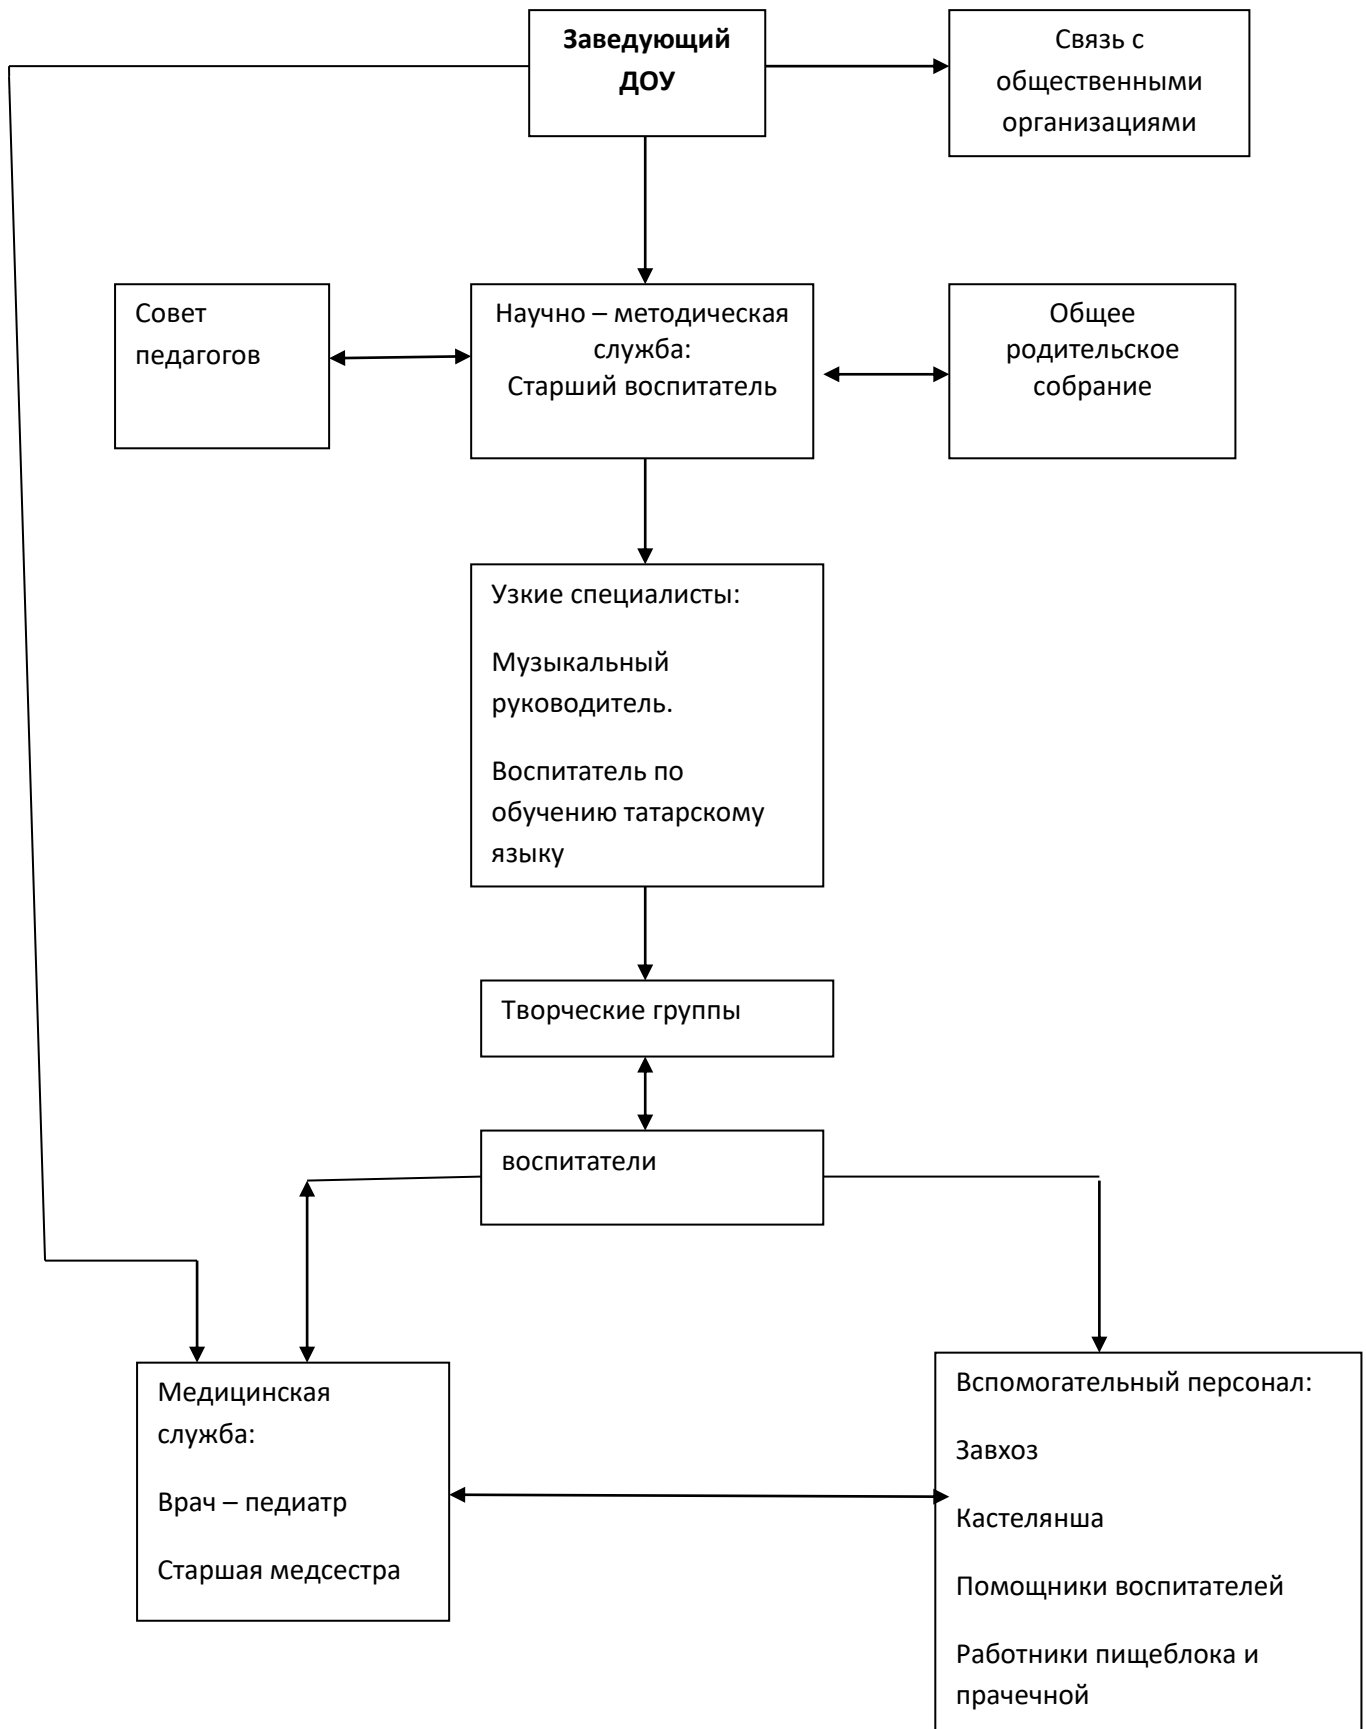 Заведующий
ДОУ
Связь с
общественными
организациями
Совет
педагогов
Научно – методическая
служба:
Старший воспитатель
Общее
родительское
собрание
Узкие специалисты:
Музыкальный
руководитель.
Воспитатель по
обучению татарскому
языку
Творческие группы
воспитатели
Медицинская
служба:
Врач – педиатр
Старшая медсестра
Вспомогательный персонал:
Завхоз
Кастелянша
Помощники воспитателей
Работники пищеблока и
прачечной